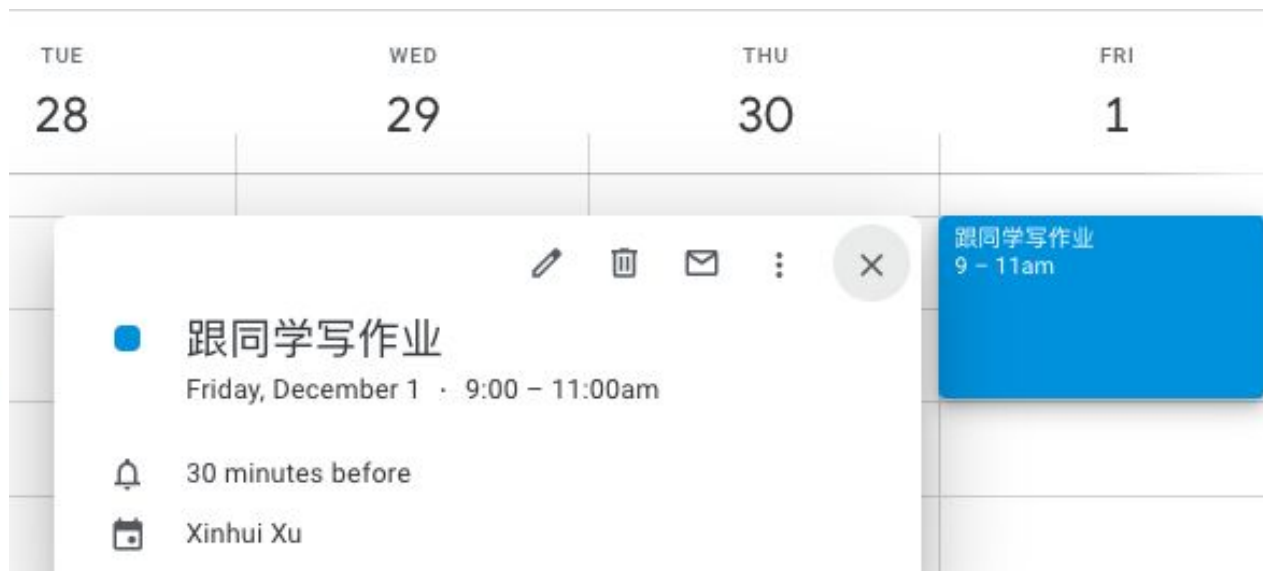 TUE WED THU FRI
28 29 30 1
跟同学写作业
9 – 11am
跟同学写作业
Friday, December 1 · 9:00 – 11:00am
30 minutes before
Xinhui Xu